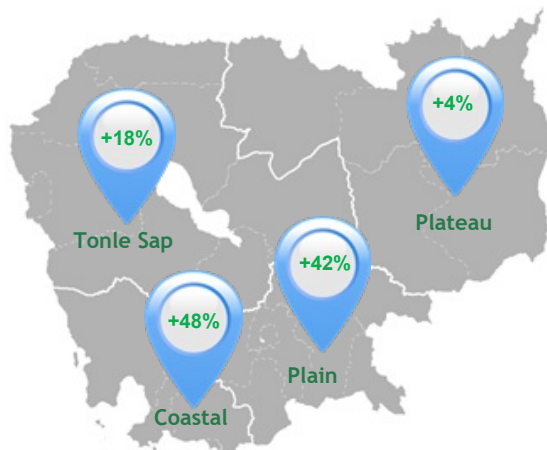 +4%
Plateau
+18%
Tonle Sap
+42%
Plain
+48%
Coastal